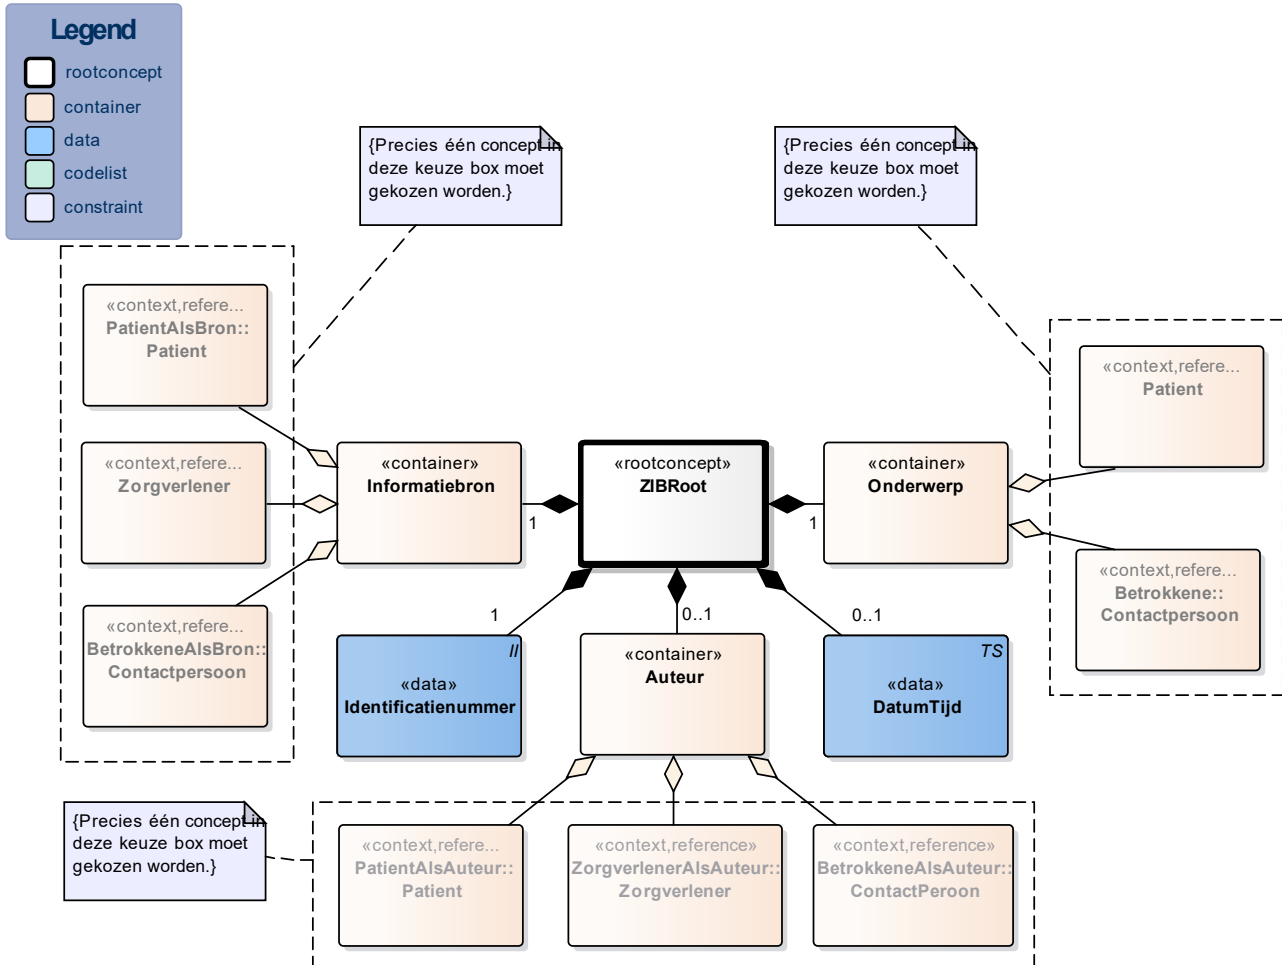 Legend
rootconcept
container
data
codelist
constraint
{Precies één concept in
deze keuze box moet
gekozen worden.}
{Precies één concept in
deze keuze box moet
gekozen worden.}
«context,refere...
PatientAlsBron::
Patient
«context,refere...
Zorgverlener
«context,refere...
BetrokkeneAlsBron::
Contactpersoon
«container»
Informatiebron
1
«rootconcept»
ZIBRoot
1
«container»
Onderwerp
«context,refere...
Patient
«context,refere...
Betrokkene::
Contactpersoon
1
0..1
0..1
II
«data»
Identificatienummer
«container»
Auteur
TS
«data»
DatumTijd
{Precies één concept in
deze keuze box moet
gekozen worden.}
«context,refere...
PatientAlsAuteur::
Patient
«context,reference»
ZorgverlenerAlsAuteur::
Zorgverlener
«context,reference»
BetrokkeneAlsAuteur::
ContactPeroon